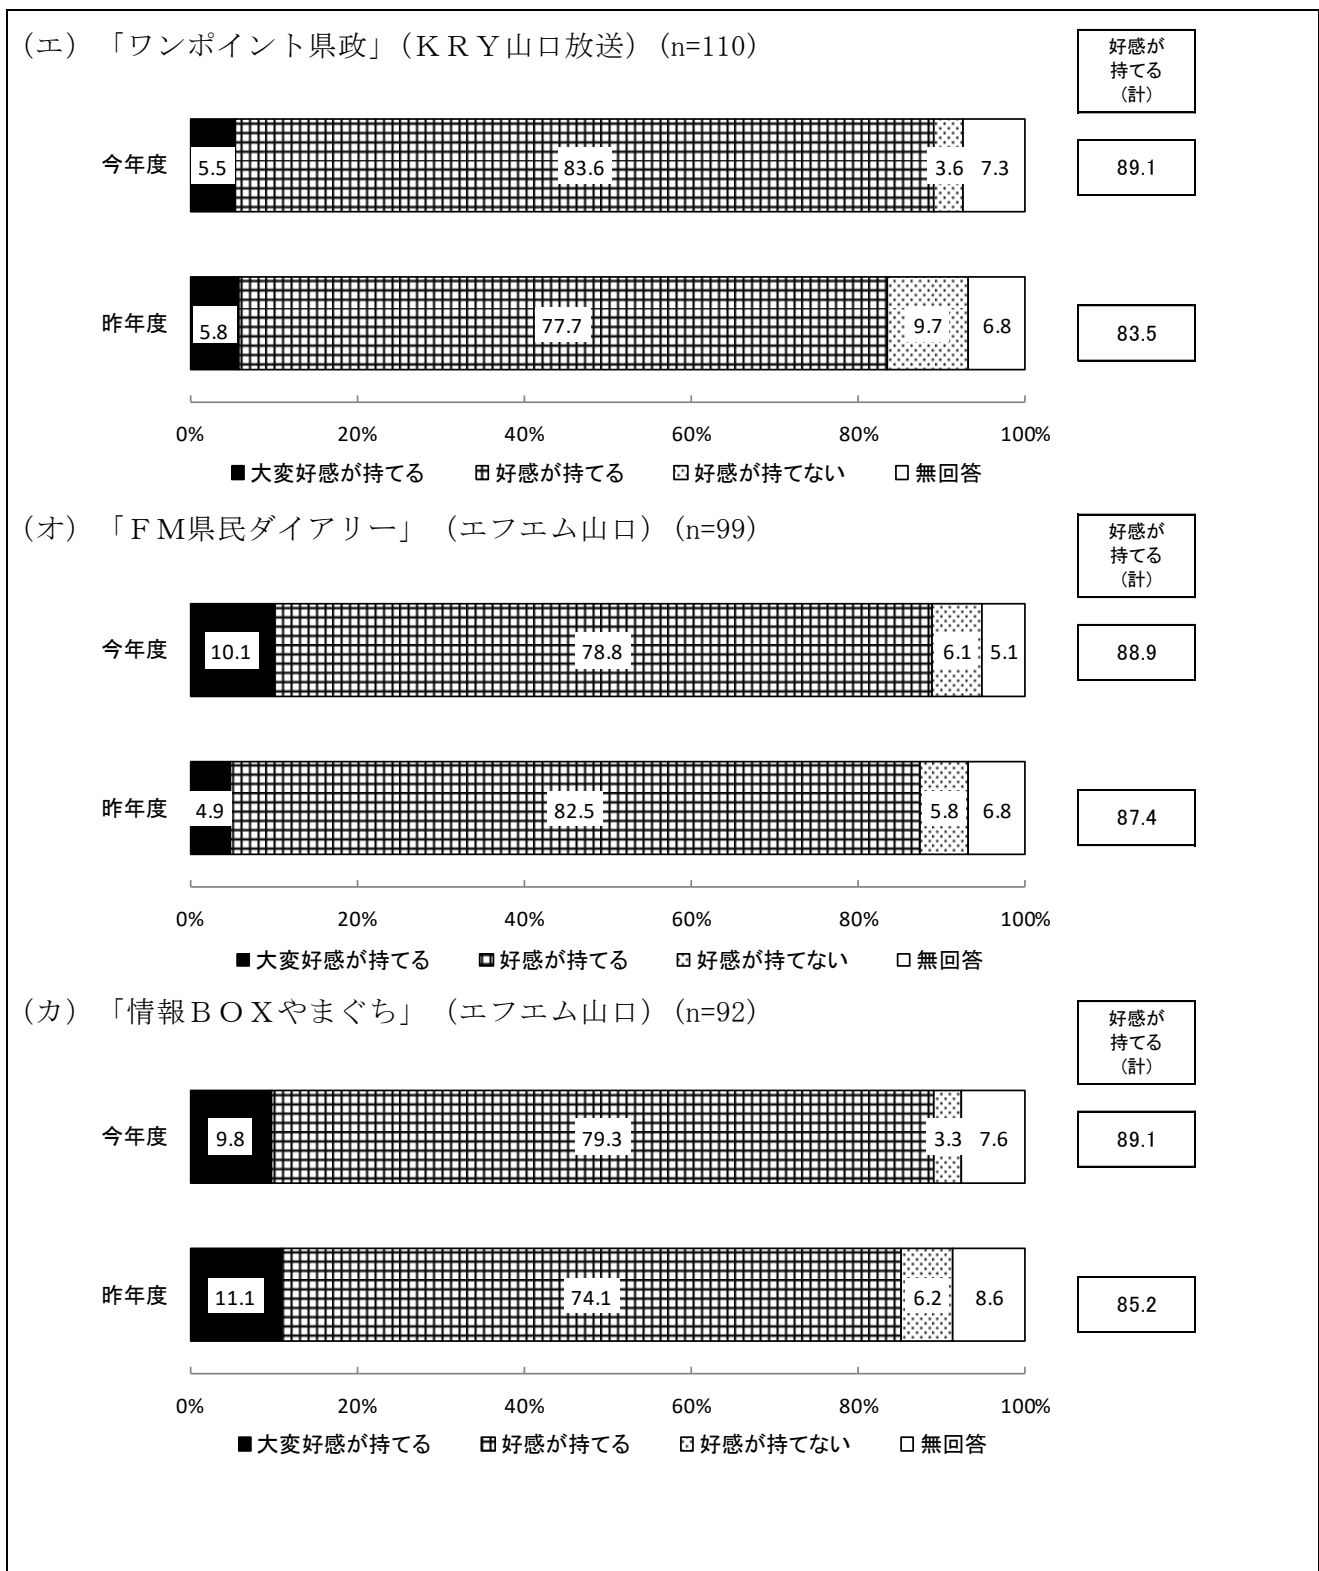 (エ) 「ワンポイント県政」(ＫＲＹ山口放送) (n=110)
好感が
持てる
(計)
今年度 5.5 83.6 3.6 7.3 89.1
昨年度 5.8 77.7 9.7 6.8 83.5
0% 20% 40% 60% 80% 100%
■大変好感が持てる 好感が持てる 好感が持てない 無回答
(オ) 「ＦＭ県民ダイアリー」 (エフエム山口) (n=99)
好感が
持てる
(計)
今年度 10.1 78.8 6.1 5.1 88.9
昨年度 4.9 82.5 5.8 6.8 87.4
0% 20% 40% 60% 80% 100%
■大変好感が持てる 好感が持てる 好感が持てない 無回答
(カ) 「情報ＢＯＸやまぐち」 (エフエム山口) (n=92)
好感が
持てる
(計)
今年度 9.8 79.3 3.3 7.6 89.1
昨年度 11.1 74.1 6.2 8.6 85.2
0% 20% 40% 60% 80% 100%
■大変好感が持てる 好感が持てる 好感が持てない 無回答